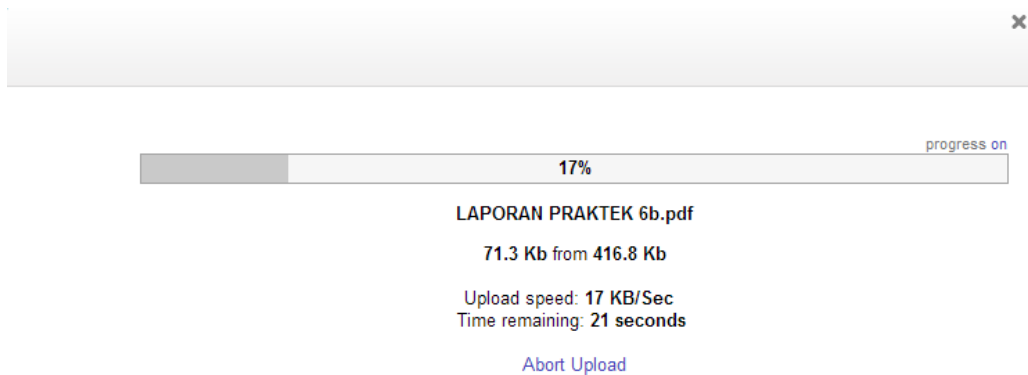 progress on
17%
LAPORAN PRAKTEK 6b.pdf
71.3 Kb from 416.8 Kb
Upload speed: 17 KB/Sec
Time remaining: 21 seconds
Abort Upload